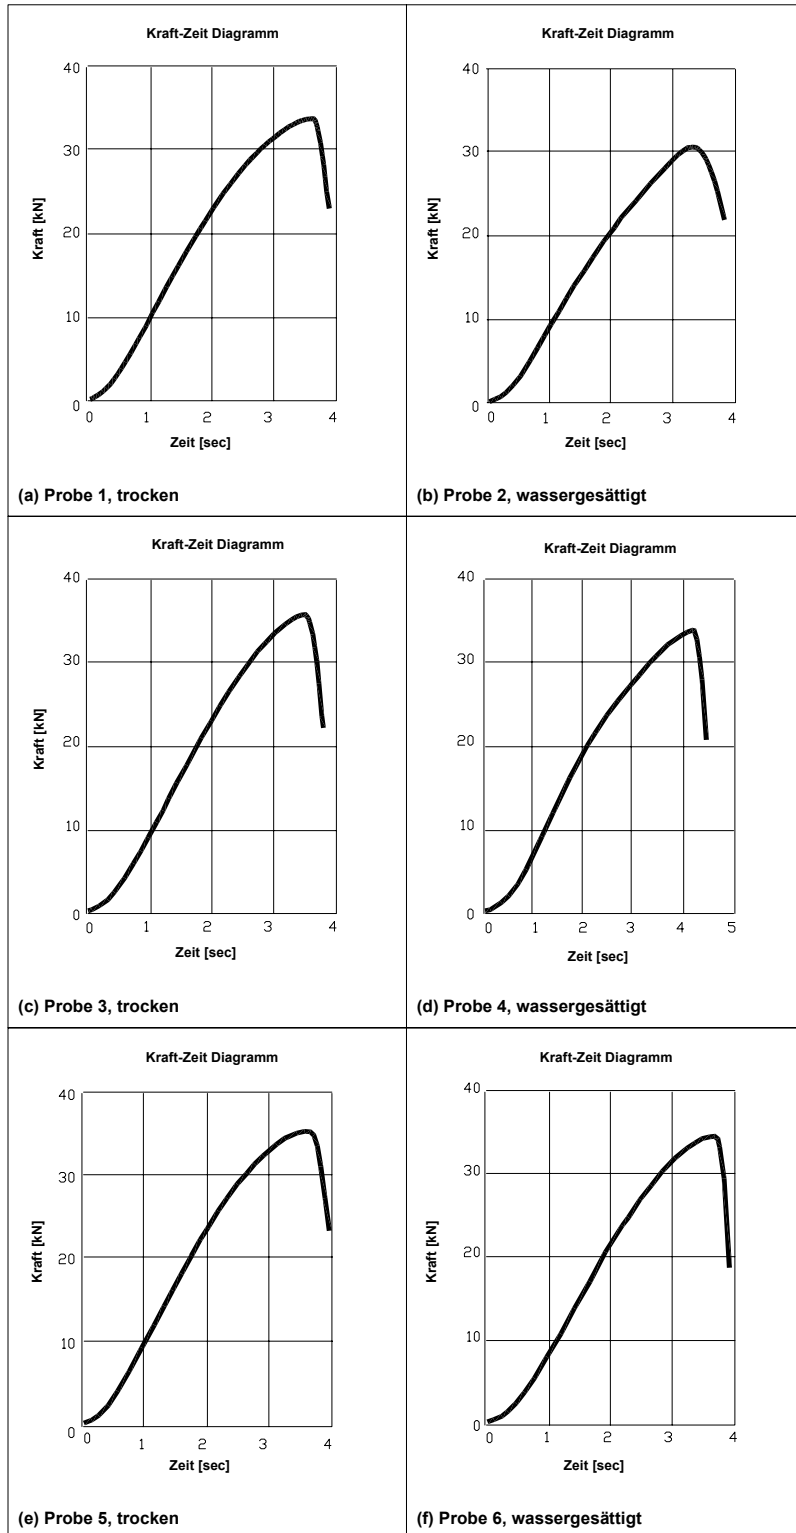 Kraft-Zeit Diagramm
40
30
20
10
0
Kraft [kN]
0 1 2 3 4
Zeit [sec]
(a) Probe 1, trocken
Kraft-Zeit Diagramm
40
30
20
10
0
Kraft [kN]
0 1 2 3 4
Zeit [sec]
(b) Probe 2, wassergesättigt
Kraft-Zeit Diagramm
40
30
20
10
0
Kraft [kN]
0 1 2 3 4
Zeit [sec]
(c) Probe 3, trocken
Kraft-Zeit Diagramm
40
30
20
10
0
Kraft [kN]
0 1 2 3 4 5
Zeit [sec]
(d) Probe 4, wassergesättigt
Kraft-Zeit Diagramm
40
30
20
10
0
Kraft [kN]
0 1 2 3 4
Zeit [sec]
(e) Probe 5, trocken
Kraft-Zeit Diagramm
40
30
20
10
0
Kraft [kN]
0 1 2 3 4
Zeit [sec]
(f) Probe 6, wassergesättigt